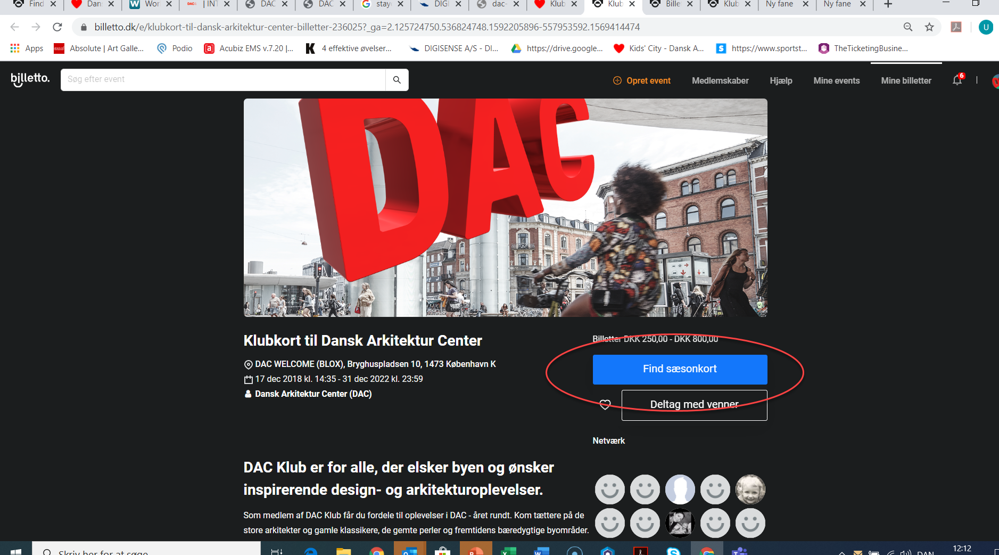 Find
Dans
Wor
| INT
DAC
DAC
stay
DIGI
dac-
Klub
Klub
Billet
Klub
Ny fane
Ny fane
billetto.dk/e/klubkort-til-dansk-arkitektur-center-billetter-236025?_ga=2.125724750.536824748.1592205896-557953592.1569414474
U
Apps
Absolute | Art Galle...
Podio
Acubiz EMS v.7.20 |...
4 effektive øvelser...
DIGISENSE A/S - DI...
https://drive.google...
Kids' City - Dansk A...
https://www.sportst...
TheTicketingBusine...
billetto.
Søg efter event
Opret event
Medlemskaber
Hjælp
Mine events
Mine billetter
6
DAC
Klubkort til Dansk Arkitektur Center
DAC WELCOME (BLOX), Bryghuspladsen 10, 1473 København K
17 dec 2018 kl. 14:35 - 31 dec 2022 kl. 23:59
Dansk Arkitektur Center (DAC)
Billetter DKK 250,00 - DKK 800,00
Find sæsonkort
Deltag med venner
Netværk
DAC Klub er for alle, der elsker byen og ønsker
inspirerende design- og arkitekturoplevelser.
Som medlem af DAC Klub får du fordele til oplevelser i DAC - året rundt. Kom tættere på de
store arkitekter og gamle klassikere, de gemte perler og fremtidens bæredygtige byområder.
Skriv her for at søge
DAN
12:12